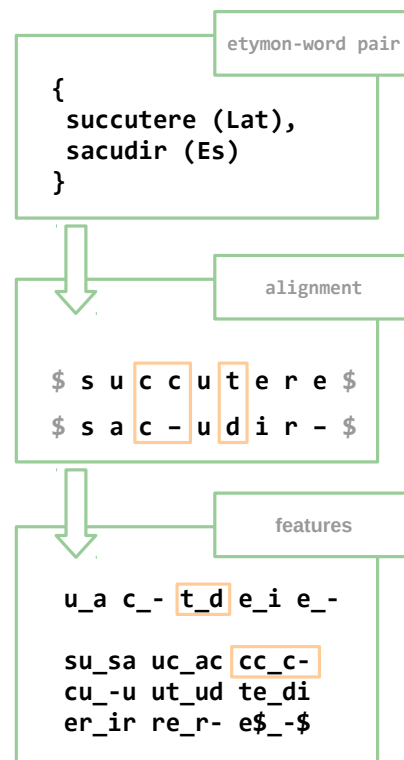 etymon-word pair
{
succutere (Lat),
sacudir (Es)
}
alignment
$ s u c c u t e r e $
$ s a c – u d i r – $
features
u_a c_- t_d e_i e_-
su_sa uc_ac cc_c-
cu_-u ut_ud te_di
er_ir re_r- e$_-$